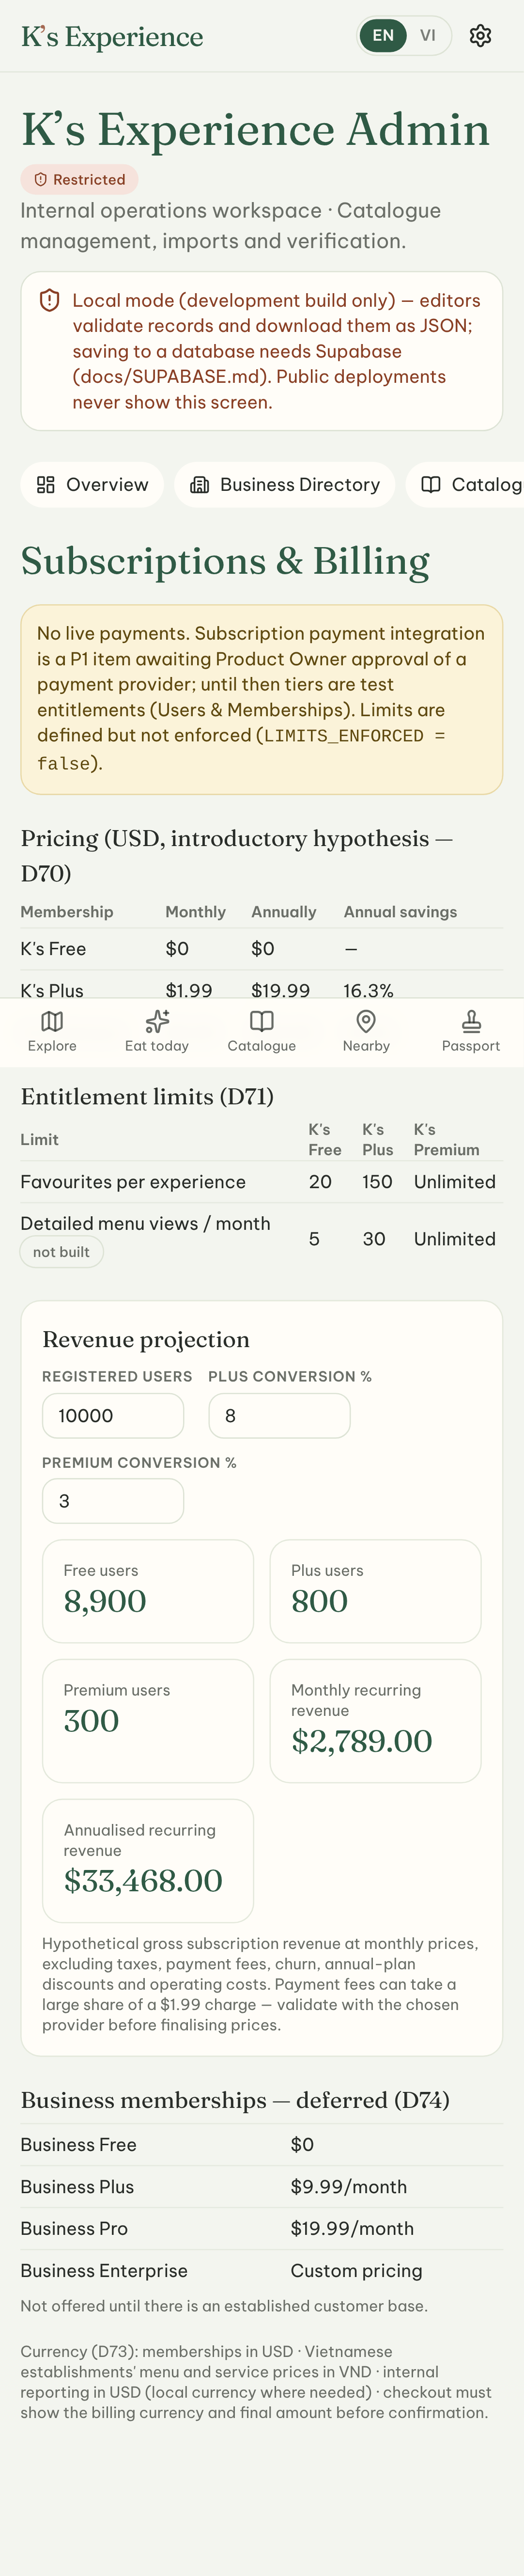 K's Experience
EN VI
K's Experience Admin
Restricted
Internal operations workspace · Catalogue
management, imports and verification.
Local mode (development build only) — editors
validate records and download them as JSON;
saving to a database needs Supabase
(docs/SUPABASE.md). Public deployments
never show this screen.
Overview Business Directory Catalog
Subscriptions & Billing
No live payments. Subscription payment integration
is a P1 item awaiting Product Owner approval of a
payment provider; until then tiers are test
entitlements (Users & Memberships). Limits are
defined but not enforced (LIMITS_ENFORCED =
false).
Pricing (USD, introductory hypothesis —
D70)
Membership Monthly Annually Annual savings
K's Free $0 $0 —
K's Plus $1.99 $19.99 16.3%
Explore Eat today Catalogue Nearby Passport
Entitlement limits (D71)
Limit K's Free K's Plus K's Premium
Favourites per experience 20 150 Unlimited
Detailed menu views / month
not built 5 30 Unlimited
Revenue projection
REGISTERED USERS PLUS CONVERSION %
10000 8
PREMIUM CONVERSION %
3
Free users Plus users
8,900 800
Premium users
300
Monthly recurring
revenue
$2,789.00
Annualised recurring
revenue
$33,468.00
Hypothetical gross subscription revenue at monthly prices,
excluding taxes, payment fees, churn, annual-plan
discounts and operating costs. Payment fees can take a
large share of a $1.99 charge — validate with the chosen
provider before finalising prices.
Business memberships — deferred (D74)
Business Free $0
Business Plus $9.99/month
Business Pro $19.99/month
Business Enterprise Custom pricing
Not offered until there is an established customer base.
Currency (D73): memberships in USD · Vietnamese
establishments' menu and service prices in VND · internal
reporting in USD (local currency where needed) · checkout must
show the billing currency and final amount before confirmation.